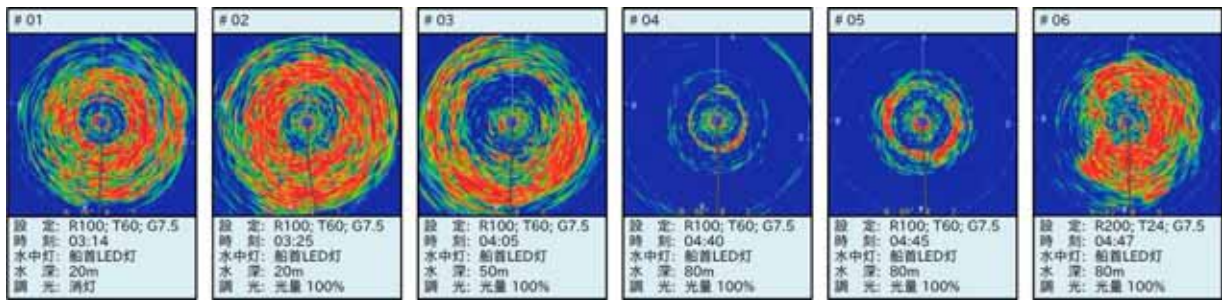 # 01
設　定: R100; T60; G7.5
時　刻: 03:14
水中灯: 船首LED灯
水　深: 20m
調　光: 消灯
# 02
設　定: R100; T60; G7.5
時　刻: 03:25
水中灯: 船首LED灯
水　深: 20m
調　光: 光量 100%
# 03
設　定: R100; T60; G7.5
時　刻: 04:05
水中灯: 船首LED灯
水　深: 50m
調　光: 光量 100%
# 04
設　定: R100; T60; G7.5
時　刻: 04:40
水中灯: 船首LED灯
水　深: 80m
調　光: 光量 100%
# 05
設　定: R100; T60; G7.5
時　刻: 04:45
水中灯: 船首LED灯
水　深: 80m
調　光: 光量 100%
# 06
設　定: R200; T24; G7.5
時　刻: 04:47
水中灯: 船首LED灯
水　深: 80m
調　光: 光量 100%